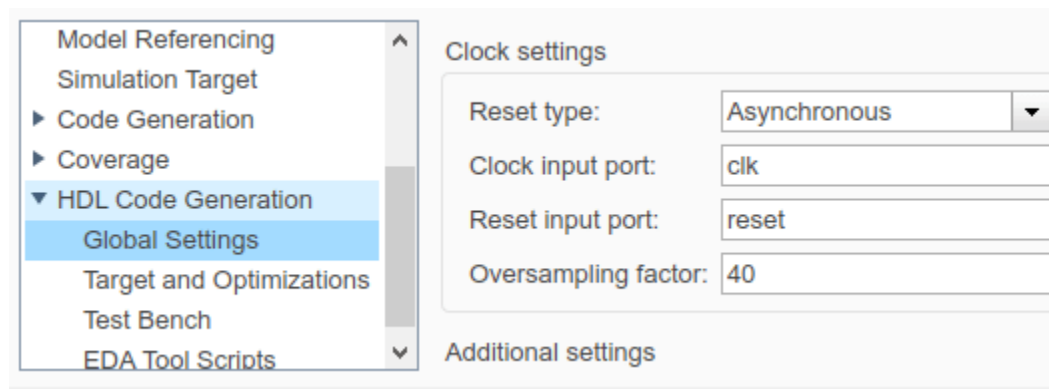 Model Referencing
Simulation Target
Code Generation
Coverage
HDL Code Generation
Global Settings
Target and Optimizations
Test Bench
EDA Tool Scripts
Clock settings
Reset type: Asynchronous
Clock input port: clk
Reset input port: reset
Oversampling factor: 40
Additional settings